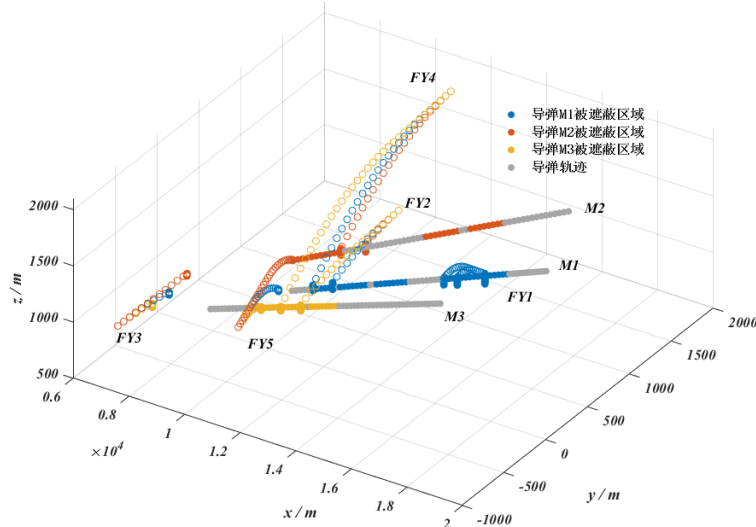 FY4
导弹M1被遮蔽区域
导弹M2被遮蔽区域
导弹M3被遮蔽区域
导弹轨迹
FY2
M2
M1
FY1
M3
FY3
FY5
2000
1500
1000
500
z / m
0.6
0.8
1
1.2
1.4
1.6
1.8
2
×10⁴
x / m
-1000
-500
0
500
1000
1500
2000
y / m